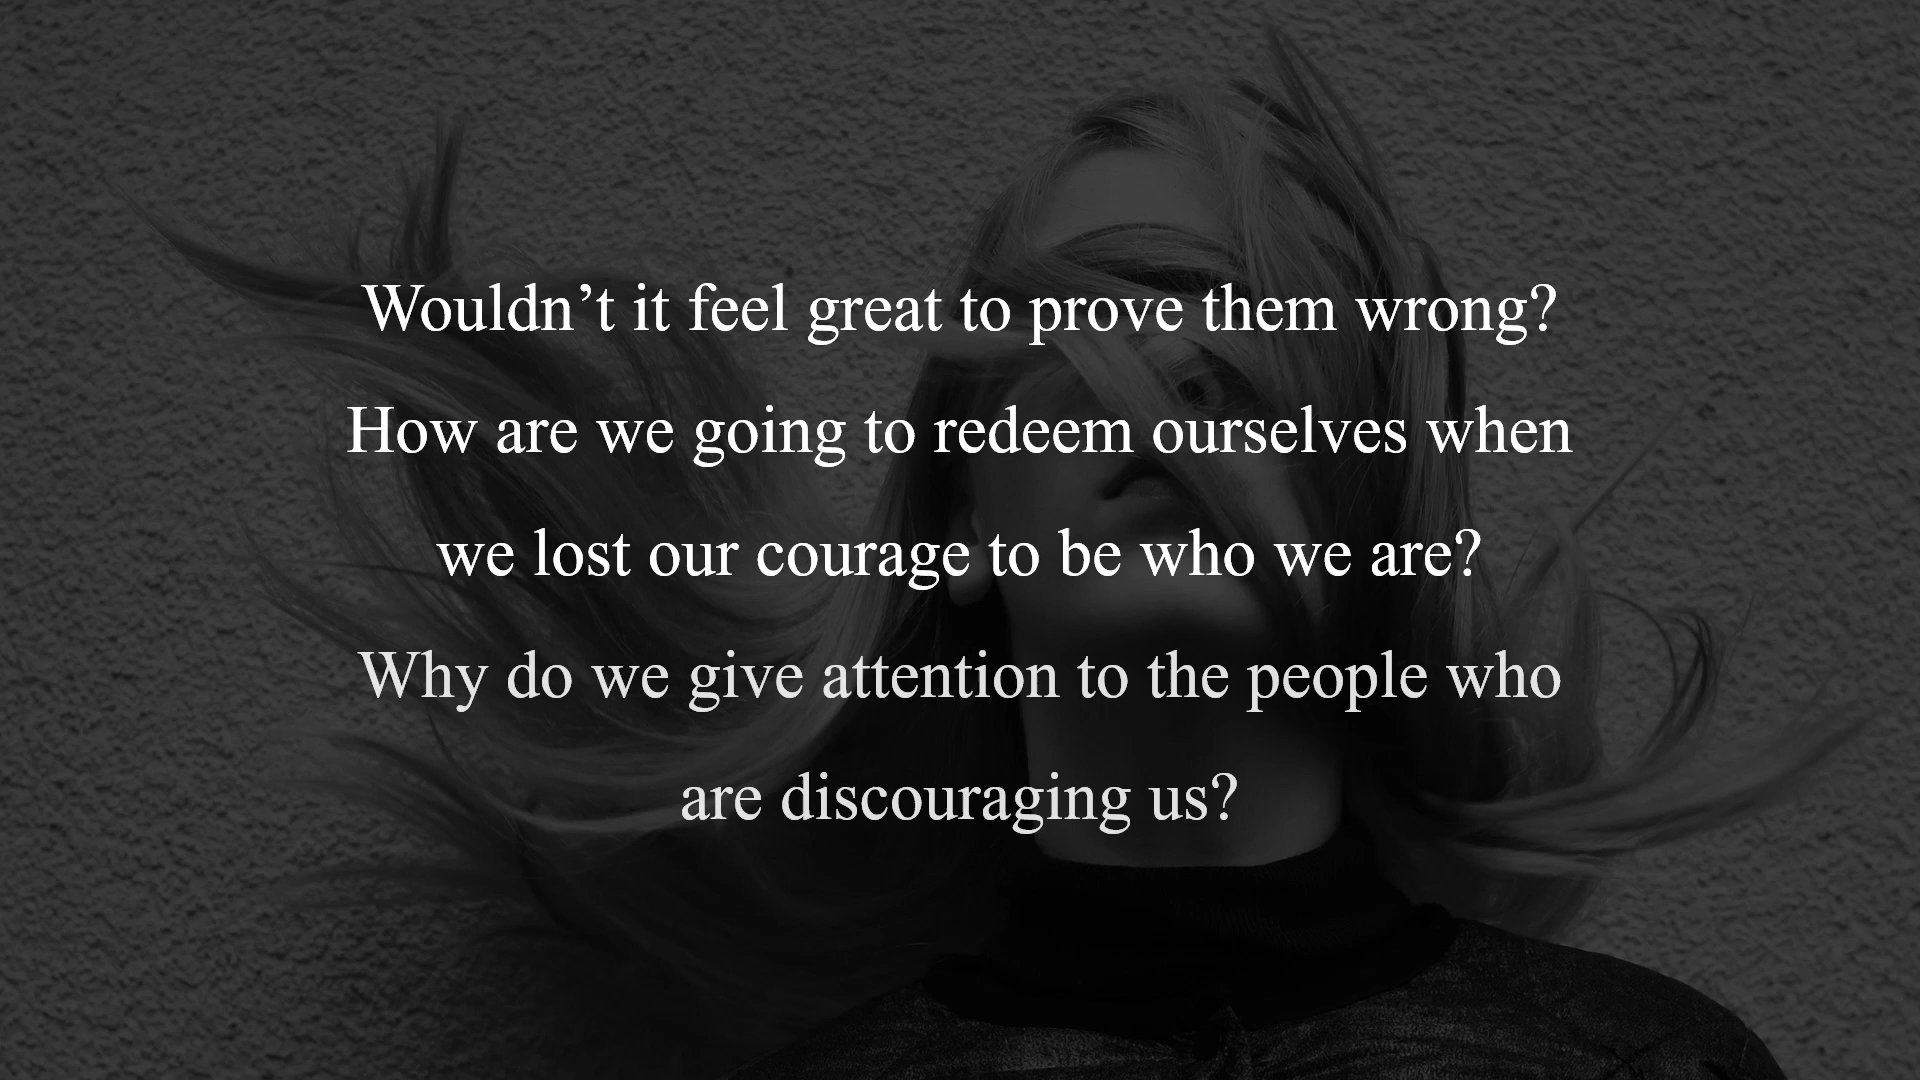 Wouldn’t it feel great to prove them wrong?
How are we going to redeem ourselves when
we lost our courage to be who we are?
Why do we give attention to the people who
are discouraging us?